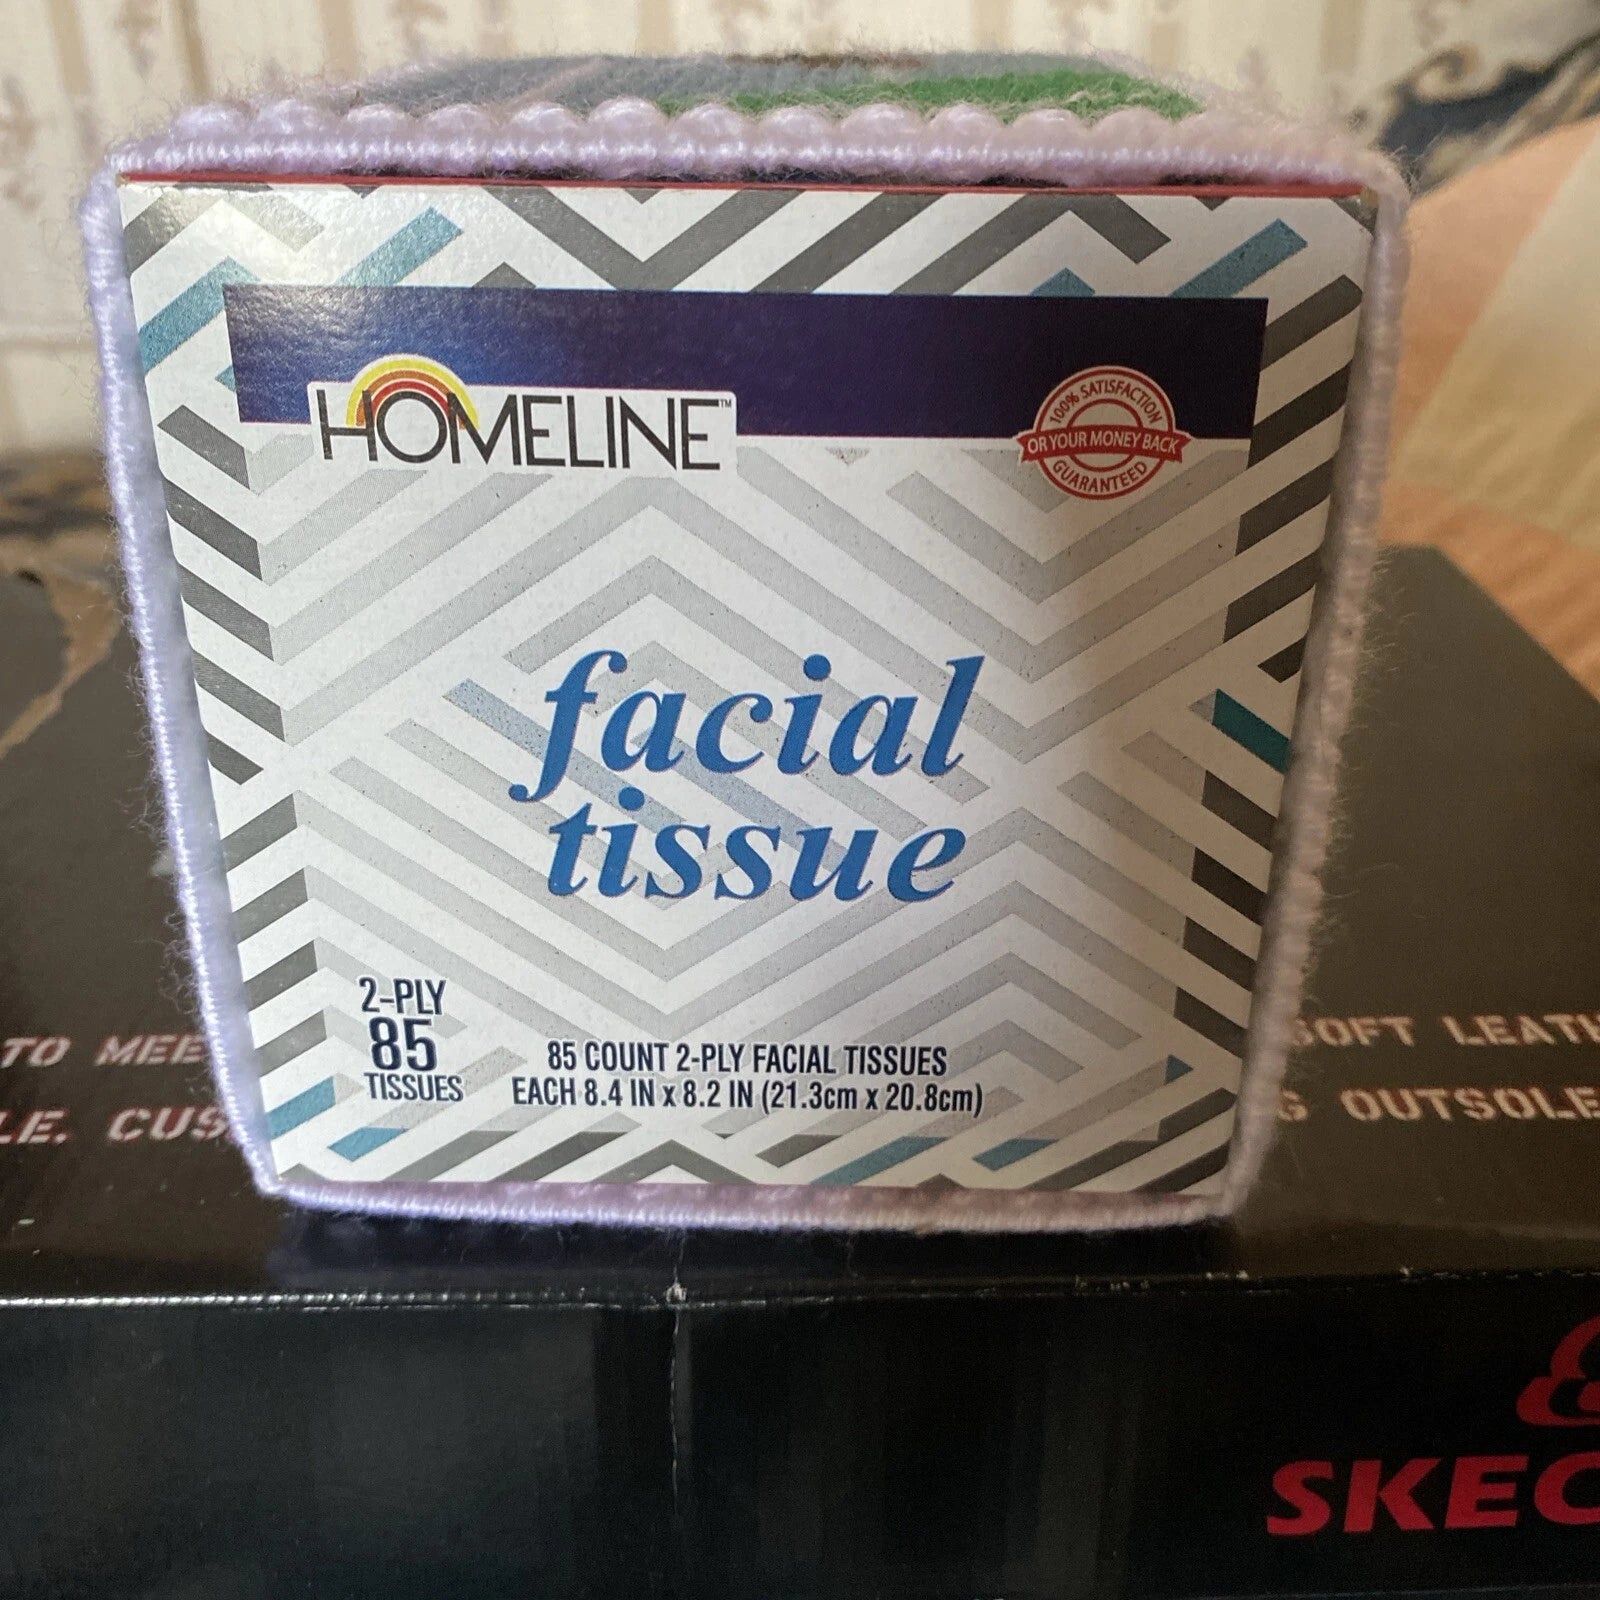 HOMELINE™
100% SATISFACTION
OR YOUR MONEY BACK
GUARANTEED
facial
tissue
2-PLY
85
TISSUES
85 COUNT 2-PLY FACIAL TISSUES
EACH 8.4 IN x 8.2 IN (21.3cm x 20.8cm)
TO MEE
SOFT LEATH
LE. CUS
G OUTSOLE
SKEC